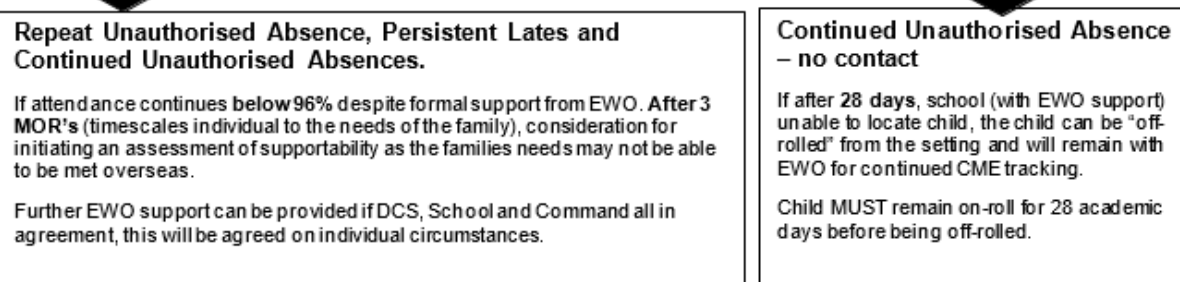 Repeat Unauthorised Absence, Persistent Lates and
Continued Unauthorised Absences.
If attendance continues below 96% despite formal support from EWO. After 3
MOR's (timescales individual to the needs of the family), consideration for
initiating an assessment of supportability as the families needs may not be able
to be met overseas.
Further EWO support can be provided if DCS, School and Command all in
agreement, this will be agreed on individual circumstances.
Continued Unauthorised Absence
– no contact
If after 28 days, school (with EWO support)
unable to locate child, the child can be “off-
rolled” from the setting and will remain with
EWO for continued CME tracking.
Child MUST remain on-roll for 28 academic
days before being off-rolled.